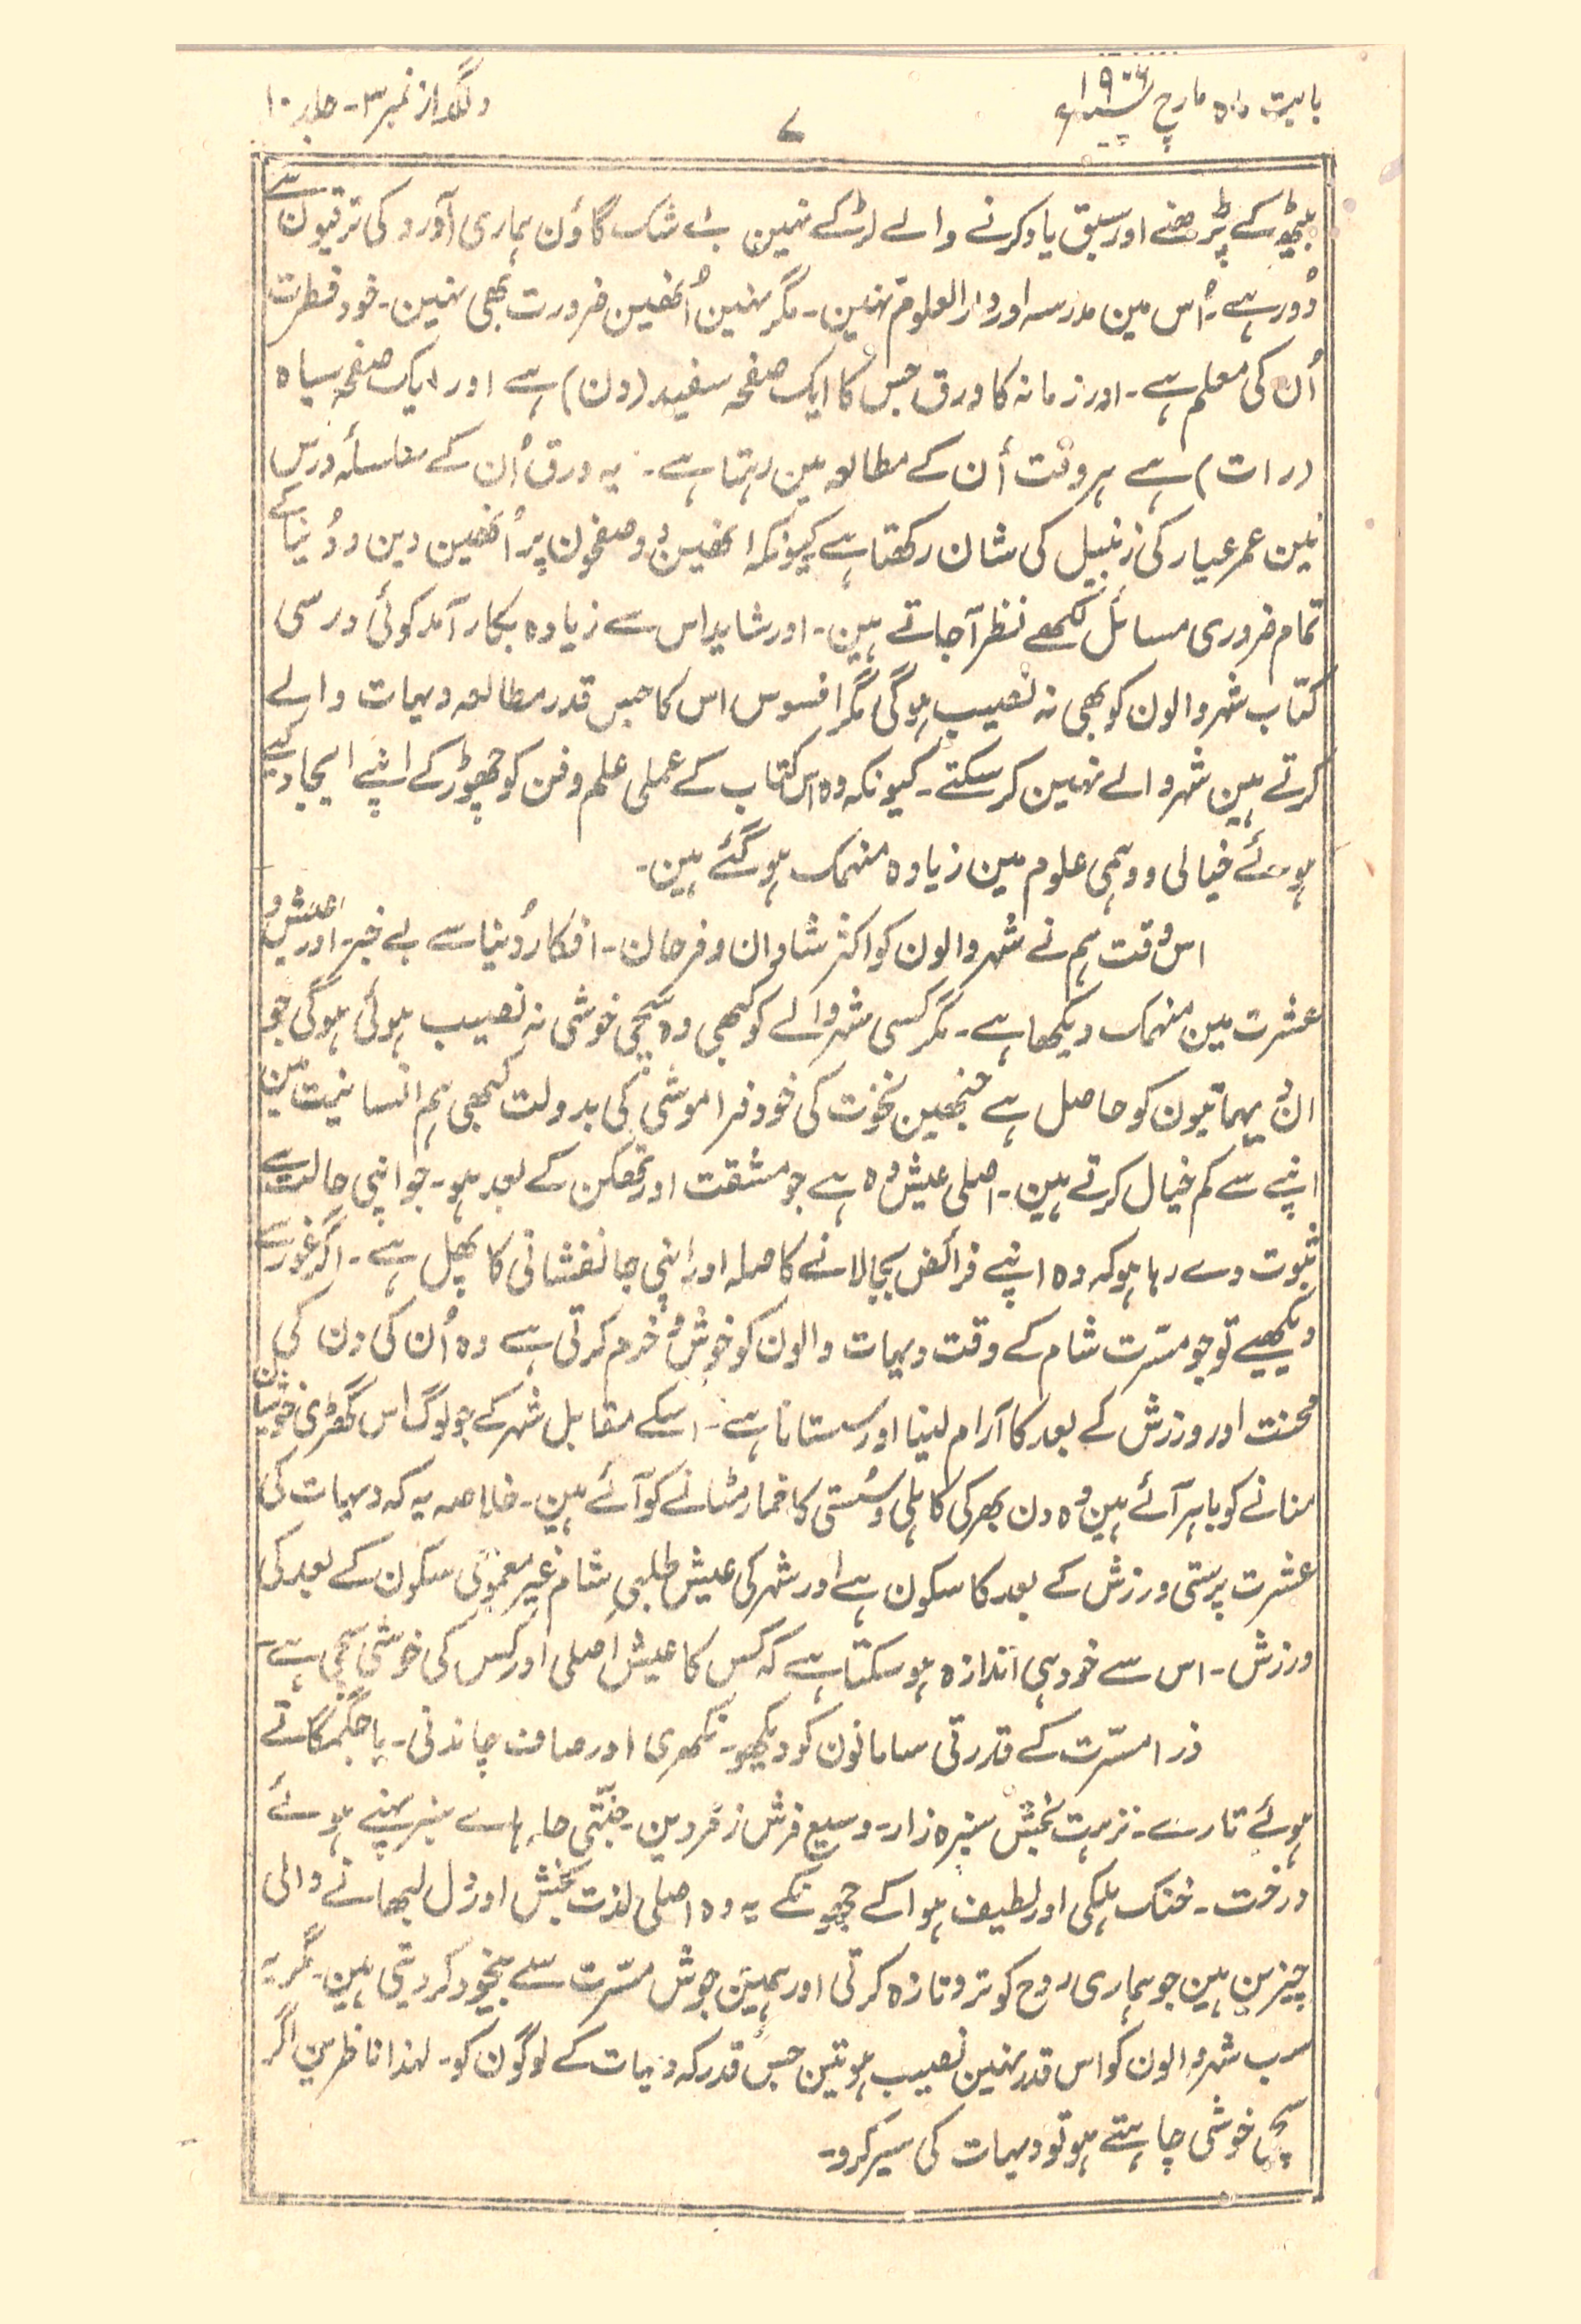 بابت ماہ مارچ ۱۹۰۶ء
۷
دلگداز نمبر ۳۔ جلد ۱۰
بیٹھ کے پڑھنے اور سبق یاد کرنے والے لڑکے نہین بے شک گاؤن ہماری آورد کی ترقیون سے
دُور ہے۔ اُس مین مدرسہ اور دارالعلوم نہین۔ مگر نہین اُنھین ضرورت بھی نہین۔ خود فطرت
اُن کی معلم ہے۔ اور زمانہ کا ورق جس کا ایک صفحہ سفید (دن) ہے اور ایک صفحہ سیاہ
(رات) ہے ہر وقت اُن کے مطالعہ مین رہتا ہے۔ یہ ورق اُن کے سلسلۂ درس
مین عمر عیار کی زنبیل کی شان رکھتا ہے کیونکہ انھین دو صفحون پر اُنھین دین و دُنیا کے
تمام ضروری مسائل لکھے نظر آجاتے ہین۔ اور شاید اس سے زیادہ بکار آمد کوئی درسی
کتاب شہر والون کو بھی نہ نصیب ہوگی مگر افسوس اس کا جس قدر مطالعہ دیہات والے
کرتے ہین شہر والے نہین کر سکتے۔ کیونکہ وہ اس کتاب کے عملی علم و فن کو چھوڑ کے اپنے ایجاد کیے
ہوئے خیالی و وہمی علوم مین زیادہ منہمک ہو گئے ہین۔
اس وقت ہم نے شہر والون کو اکثر شادان و فرحان۔ افکار دُنیا سے بے خبر۔ اور عیش و
عشرت مین منہمک دیکھا ہے۔ مگر کسی شہر والے کو کبھی وہ سچی خوشی نہ نصیب ہوئی ہوگی جو
ان دیہاتیون کو حاصل ہے جنھین نخوت کی خود فراموشی کی بدولت کبھی ہم انسانیت مین
اپنے سے کم خیال کرتے ہین۔ اصلی عیش وہ ہے جو مشقت اور تھکن کے بعد ہو۔ جو اپنی حالت سے
ثبوت دے رہا ہو کہ وہ اپنے فرائض بجالانے کا صلہ اور اپنی جانفشانی کا پھل ہے۔ اگر غور سے
دیکھیے تو جو مسّرت شام کے وقت دیہات والون کو خوش و خرم کرتی ہے وہ اُن کی دن کی
محنت اور ورزش کے بعد کا آرام لینا اور سستانا ہے۔ اسکے مقابل شہر کے جو لوگ اس گھڑی خوشیان
منانے کو باہر آئے ہین وہ دن بھر کی کاہلی و سُستی کا خمار مٹانے کو آئے ہین۔ خلاصہ یہ کہ دیہات کی
عشرت پرستی ورزش کے بعد کا سکون ہے اور شہر کی عیش طلبی شام غیر معمولی سکون کے بعد کی
ورزش۔ اس سے خود ہی اندازہ ہو سکتا ہے کہ کس کا عیش اصلی اور کس کی خوشی سچی ہے۔
ذرا مسّرت کے قدرتی سامانون کو دیکھو۔ نکھری اور صاف چاندنی۔ یا جگمگاتے
ہوئے تارے۔ نزہت بخش سبزہ زار۔ وسیع فرش زمردین۔ جنتی حلہ ہاے سبز پہنے ہوئے
درخت۔ خنک ہلکی اور لطیف ہوا کے جھونکے یہ وہ اصلی لذت بخش اور دل لبھانے والی
چیزین ہین جو ہماری روح کو تر و تازہ کرتی اور ہمین جوش مسّرت سے بیخود کر دیتی ہین۔ مگر یہ
سب شہر والون کو اس قدر نہین نصیب ہوتین جس قدر کہ دیہات کے لوگون کو۔ لہذا ناظرین اگر
سچی خوشی چاہتے ہو تو دیہات کی سیر کرو۔